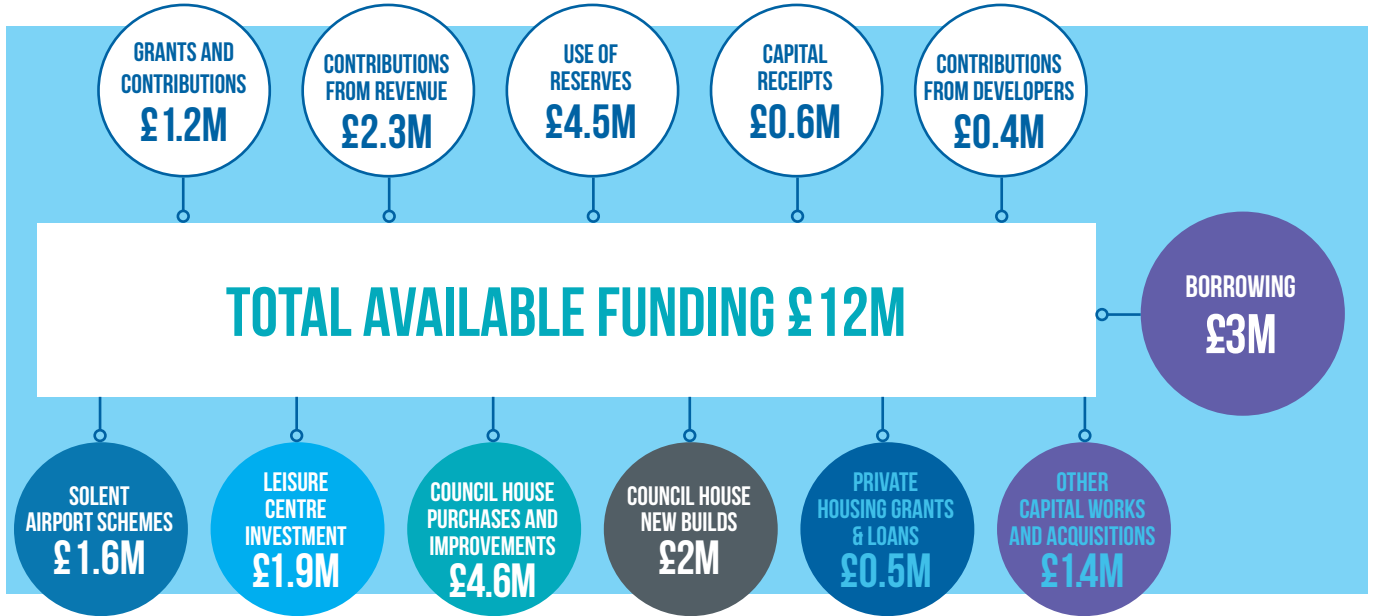 GRANTS AND
CONTRIBUTIONS
£1.2M
CONTRIBUTIONS
FROM REVENUE
£2.3M
USE OF
RESERVES
£4.5M
CAPITAL
RECEIPTS
£0.6M
CONTRIBUTIONS
FROM DEVELOPERS
£0.4M
TOTAL AVAILABLE FUNDING £12M
BORROWING
£3M
SOLENT
AIRPORT SCHEMES
£1.6M
LEISURE
CENTRE
INVESTMENT
£1.9M
COUNCIL HOUSE
PURCHASES AND
IMPROVEMENTS
£4.6M
COUNCIL HOUSE
NEW BUILDS
£2M
PRIVATE
HOUSING GRANTS
& LOANS
£0.5M
OTHER
CAPITAL WORKS
AND ACQUISITIONS
£1.4M